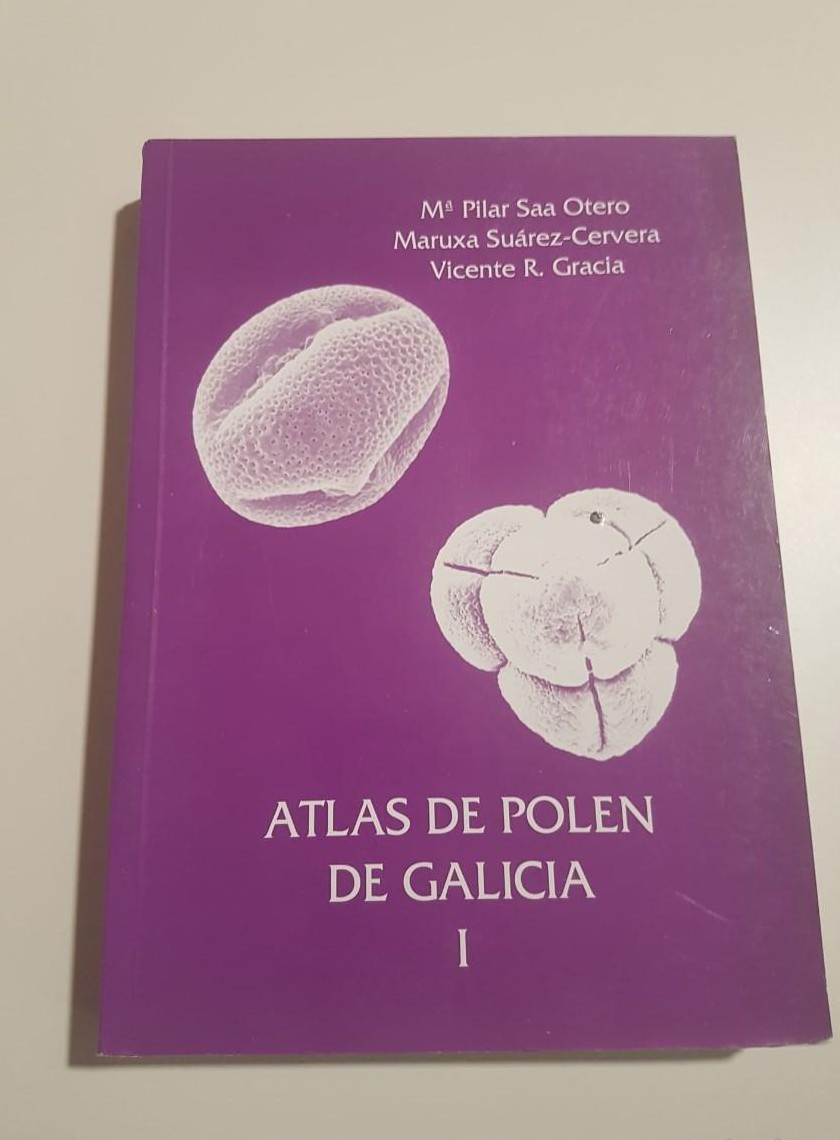 Mª Pilar Saa Otero
Maruxa Suárez-Cervera
Vicente R. Gracia
ATLAS DE POLEN
DE GALICIA
I